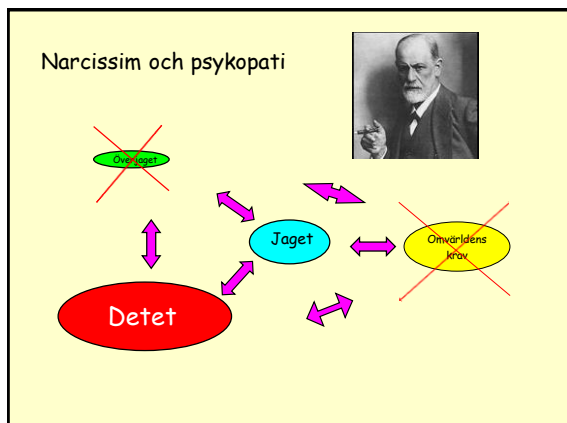 Narcissim och psykopati
Överjaget
Jaget
Omvärldens
krav
Detet